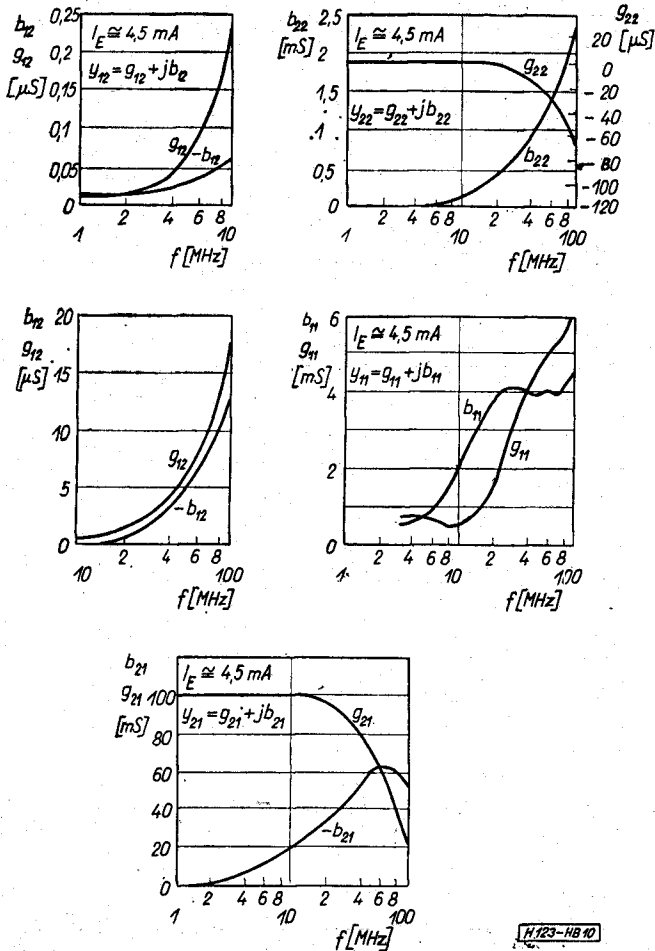 b12
g12
[μS]
0,25
0,2
0,15
0,1
0,05
0
I_E ≅ 4,5 mA
y12 = g12 + jb12
g12
-b12
1 2 4 6 8 10
f [MHz]
b22
[mS]
2,5
2
1,5
1
0,5
0
I_E ≅ 4,5 mA
y22 = g22 + jb22
g22
b22
g22
[μS]
20
0
-20
-40
-60
-80
-100
-120
1 2 4 6 8 10 2 4 6 8 100
f [MHz]
b12
g12
[μS]
20
15
10
5
0
g12
-b12
10 2 4 6 8 100
f [MHz]
b11
g11
[mS]
6
4
2
0
I_E ≅ 4,5 mA
y11 = g11 + jb11
b11
g11
1 2 4 6 8 10 2 4 6 8 100
f [MHz]
b21
g21
[mS]
100
80
60
40
20
0
I_E ≅ 4,5 mA
y21 = g21 + jb21
g21
-b21
1 2 4 6 8 10 2 4 6 8 100
f [MHz]
H123-HB10